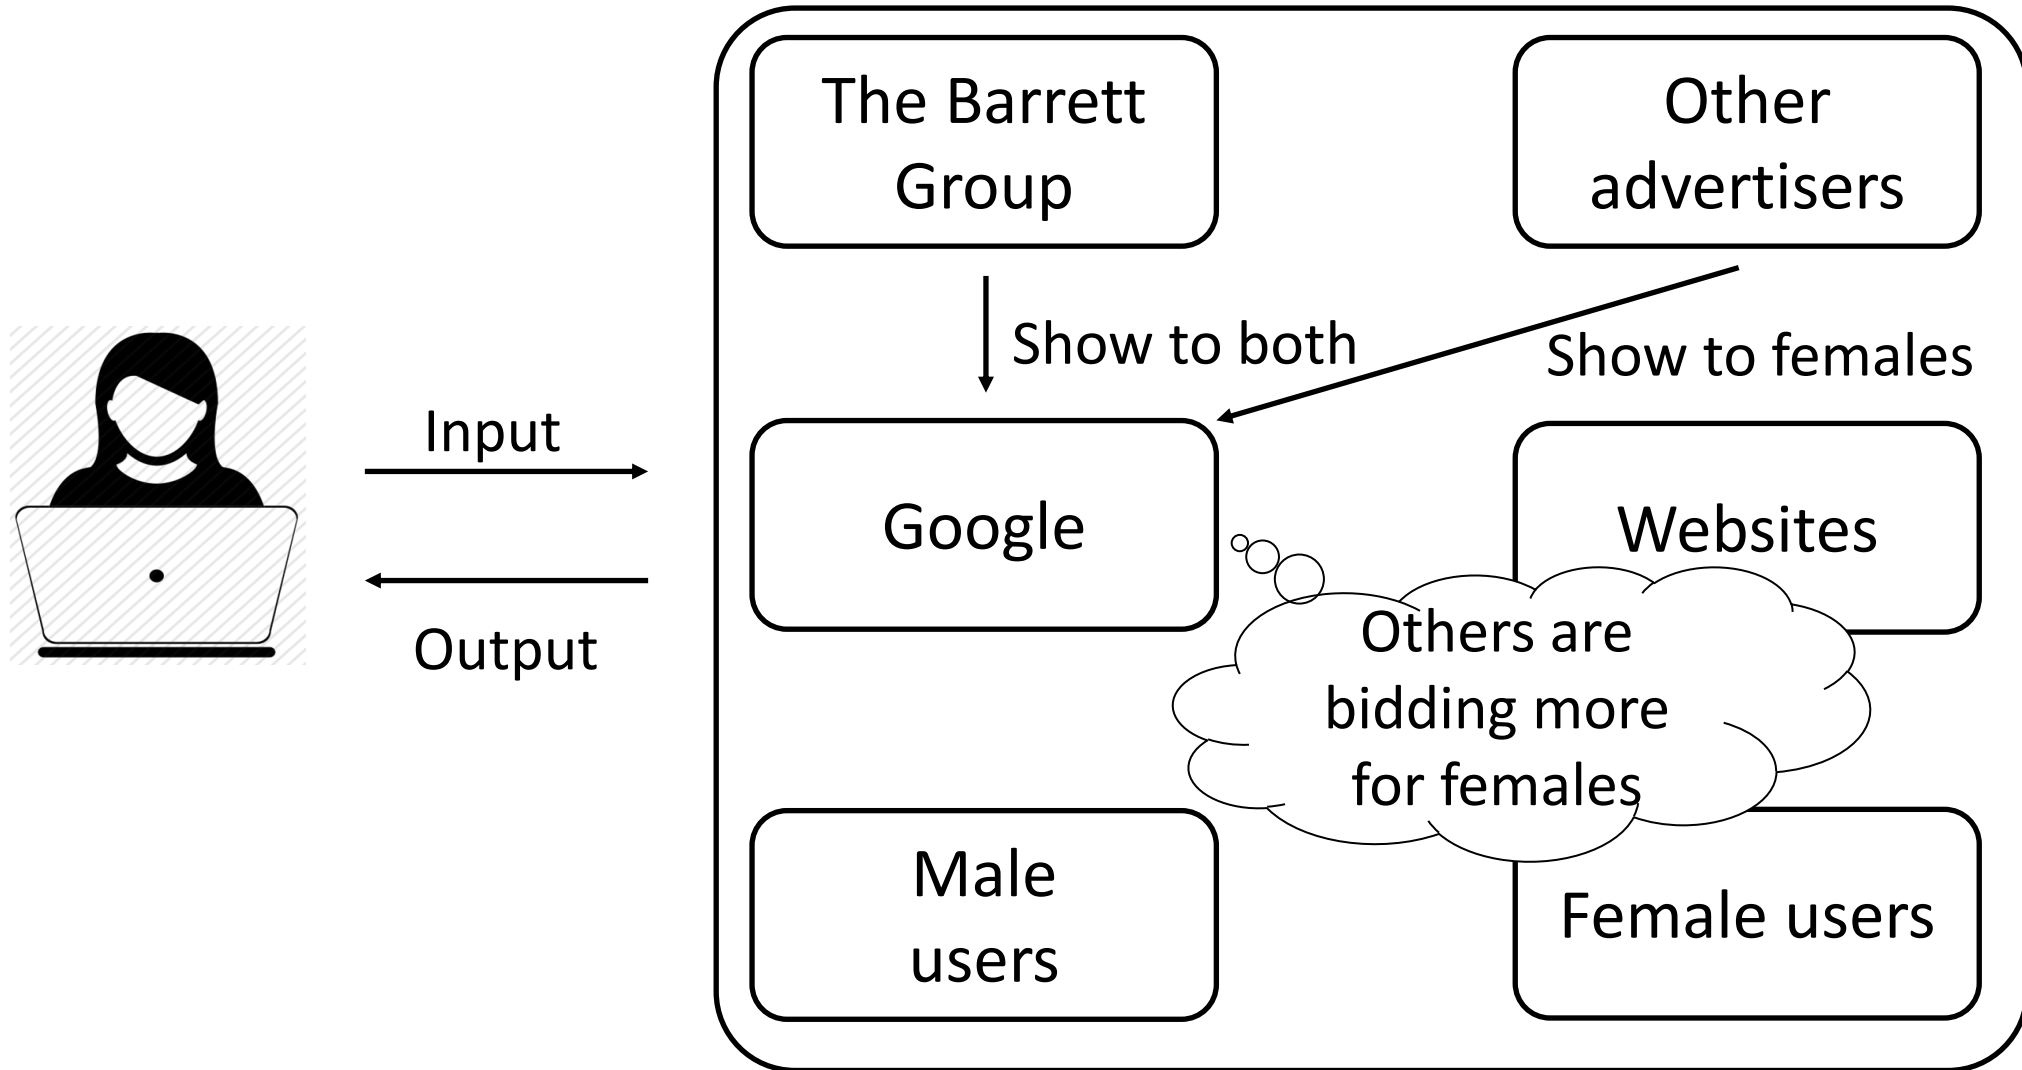 The Barrett
Group
Other
advertisers
Show to both
Show to females
Input
Google
Websites
Output
Others are
bidding more
for females
Male
users
Female users